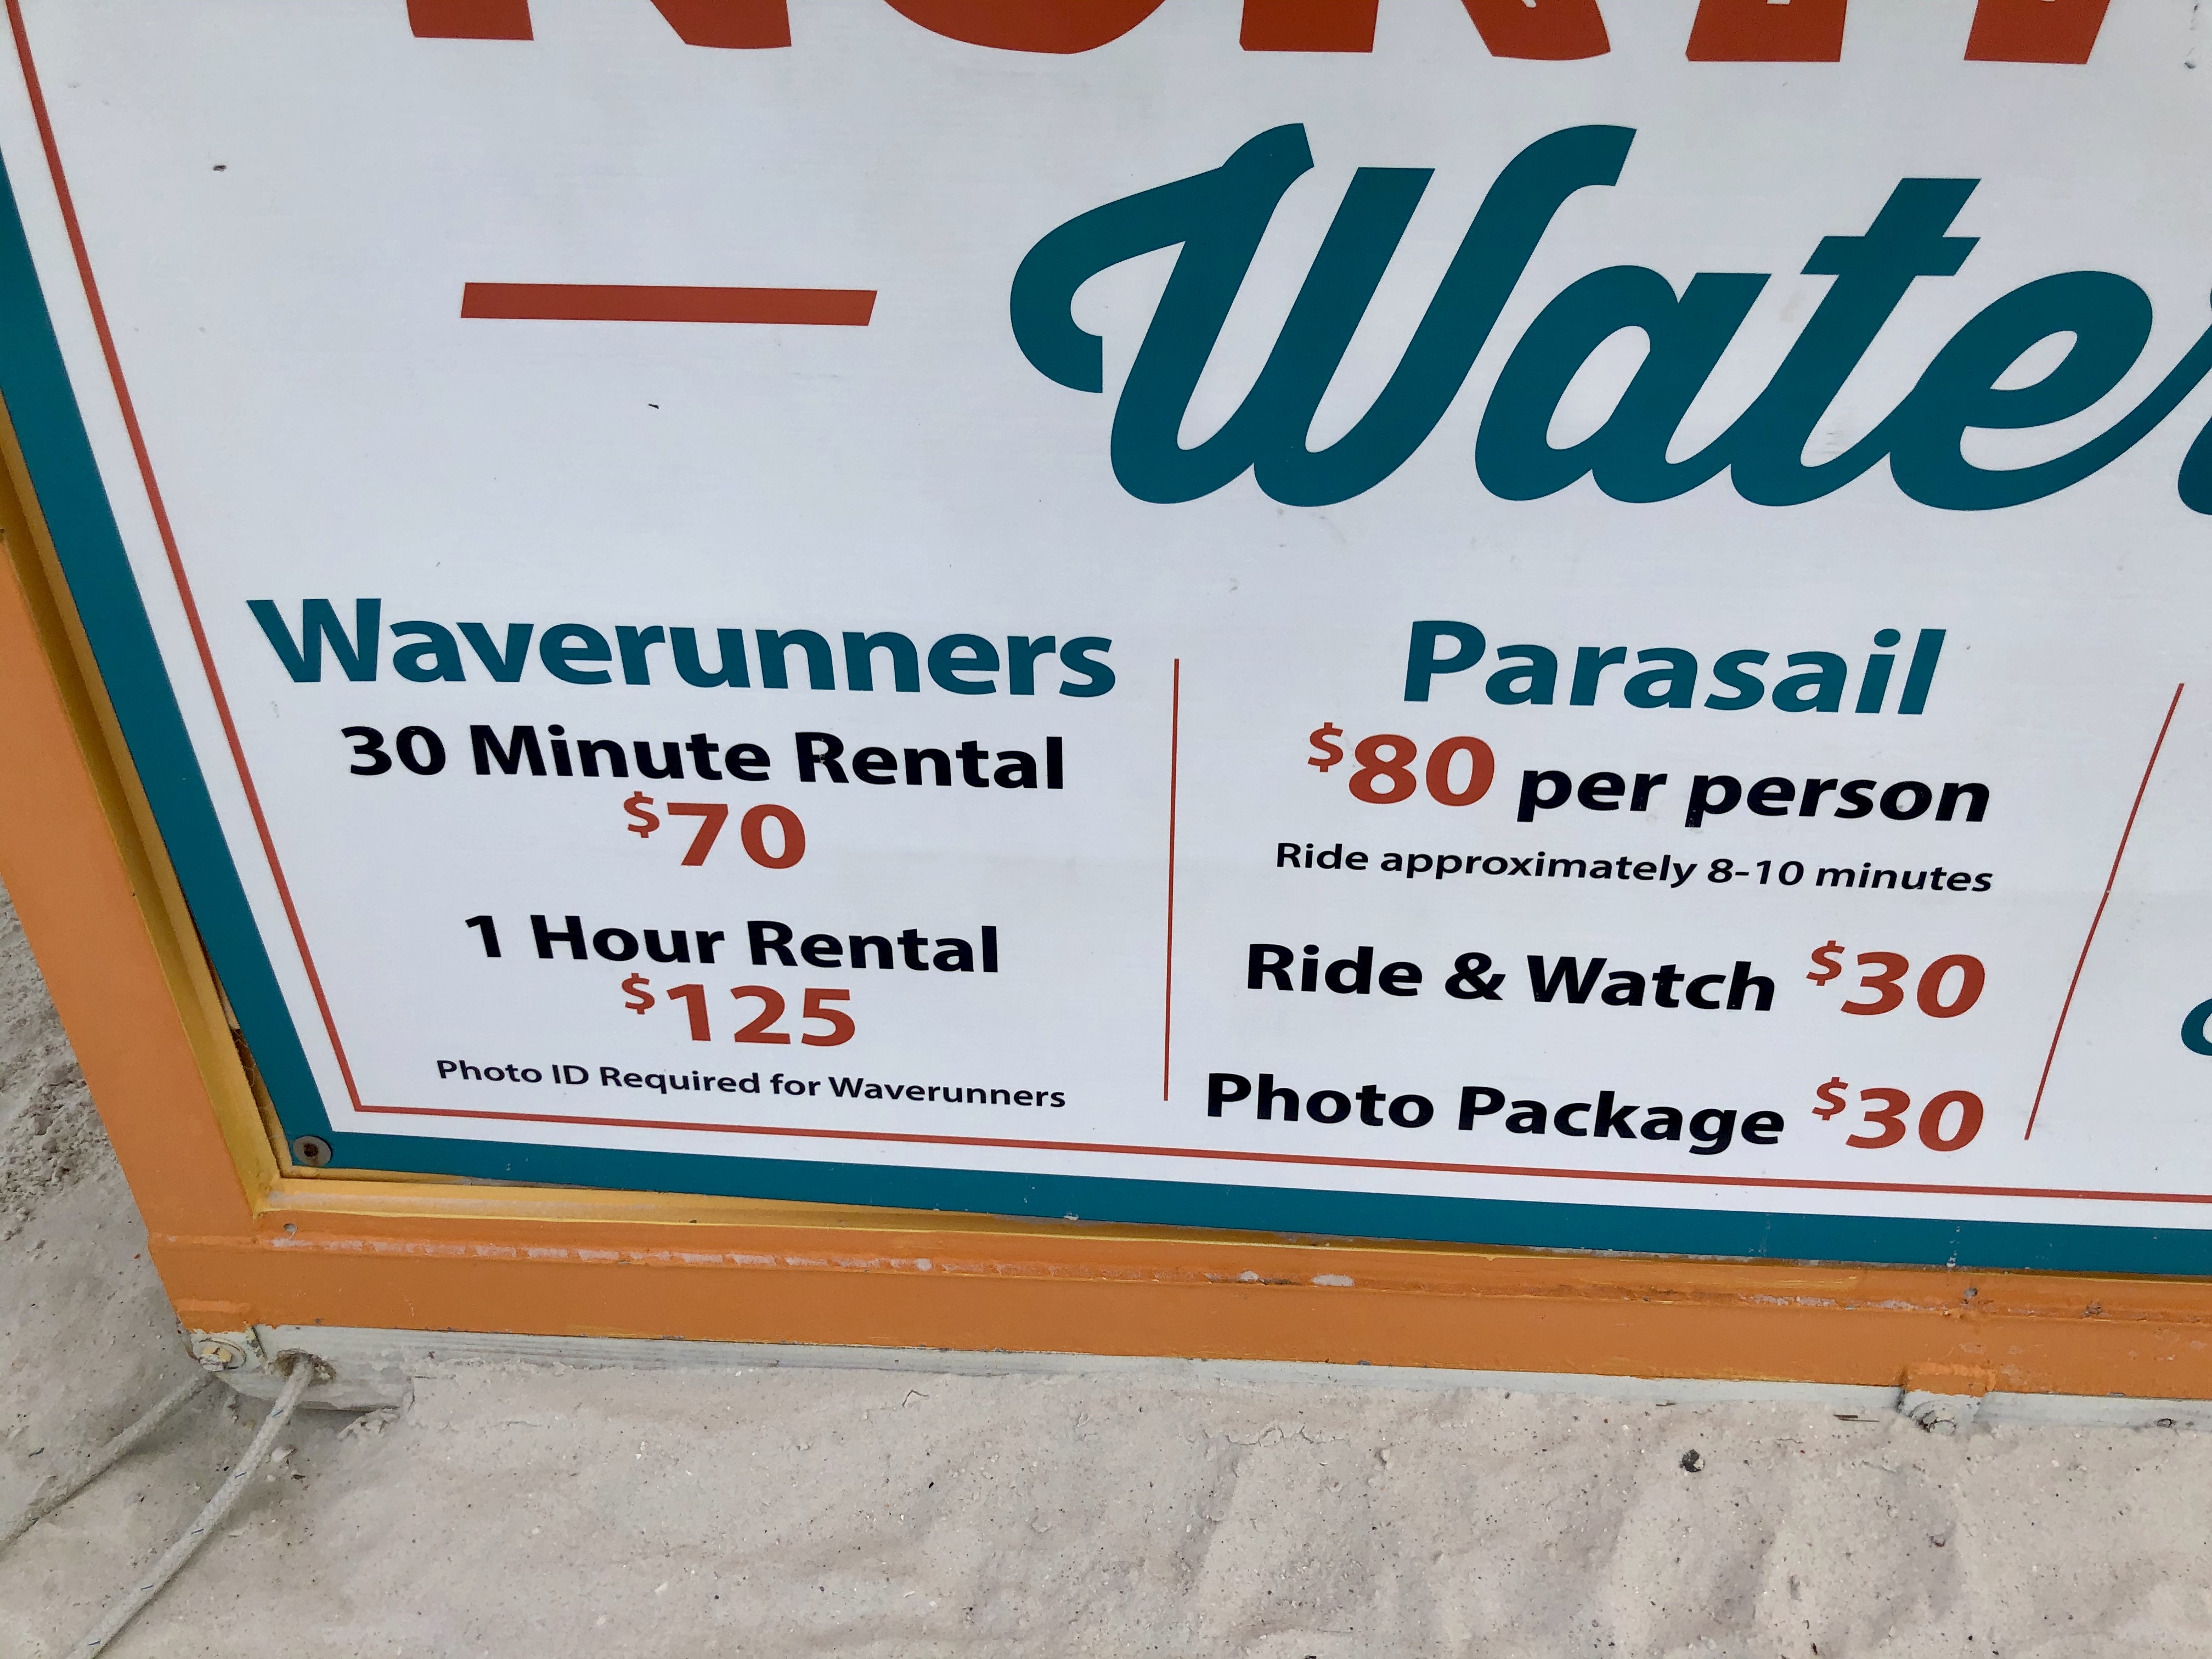 Waverunners
30 Minute Rental
$70
1 Hour Rental
$125
Photo ID Required for Waverunners
Parasail
$80 per person
Ride approximately 8-10 minutes
Ride & Watch $30
Photo Package $30